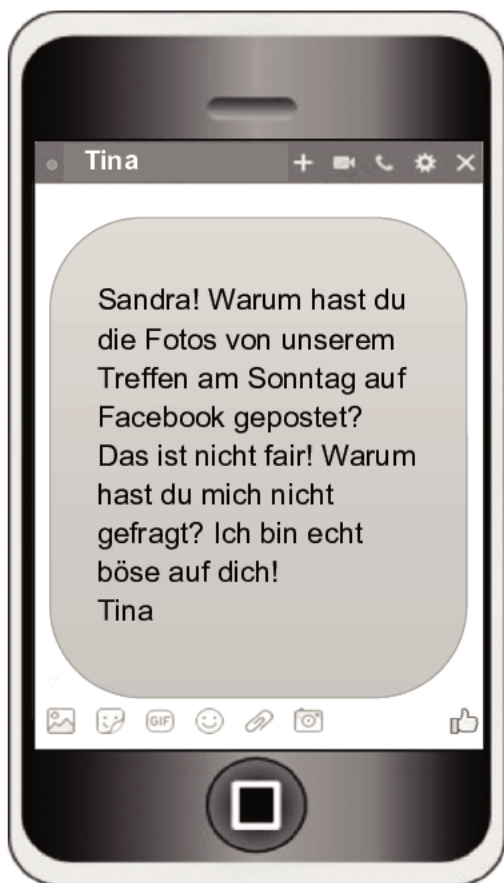 Tina
Sandra! Warum hast du
die Fotos von unserem
Treffen am Sonntag auf
Facebook gepostet?
Das ist nicht fair! Warum
hast du mich nicht
gefragt? Ich bin echt
böse auf dich!
Tina
GIF